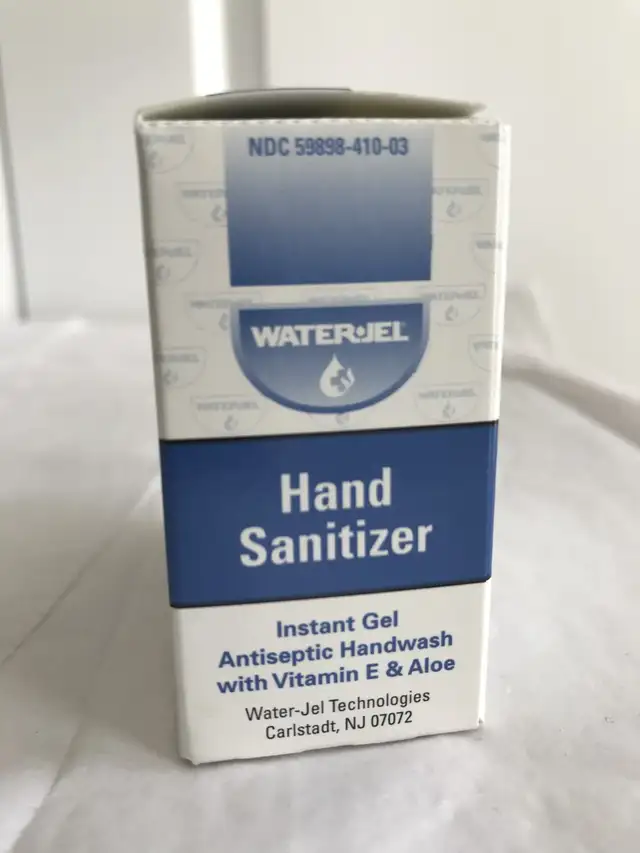 NDC 59898-410-03
WATER-JEL
Hand
Sanitizer
Instant Gel
Antiseptic Handwash
with Vitamin E & Aloe
Water-Jel Technologies
Carlstadt, NJ 07072